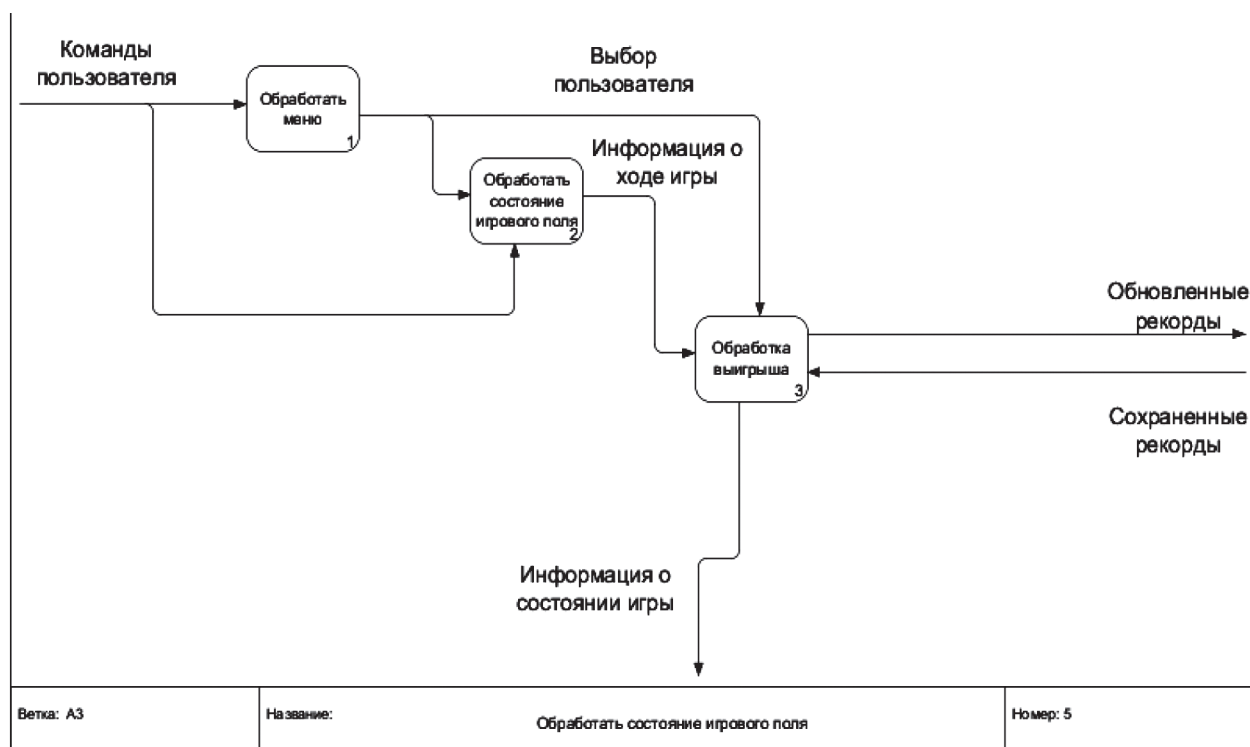 Команды
пользователя
Выбор
пользователя
Обработать
меню
1
Информация о
ходе игры
Обработать
состояние
игрового поля
2
Обновленные
рекорды
Обработка
выигрыша
3
Сохраненные
рекорды
Информация о
состоянии игры
Ветка: А3
Название:
Обработать состояние игрового поля
Номер: 5